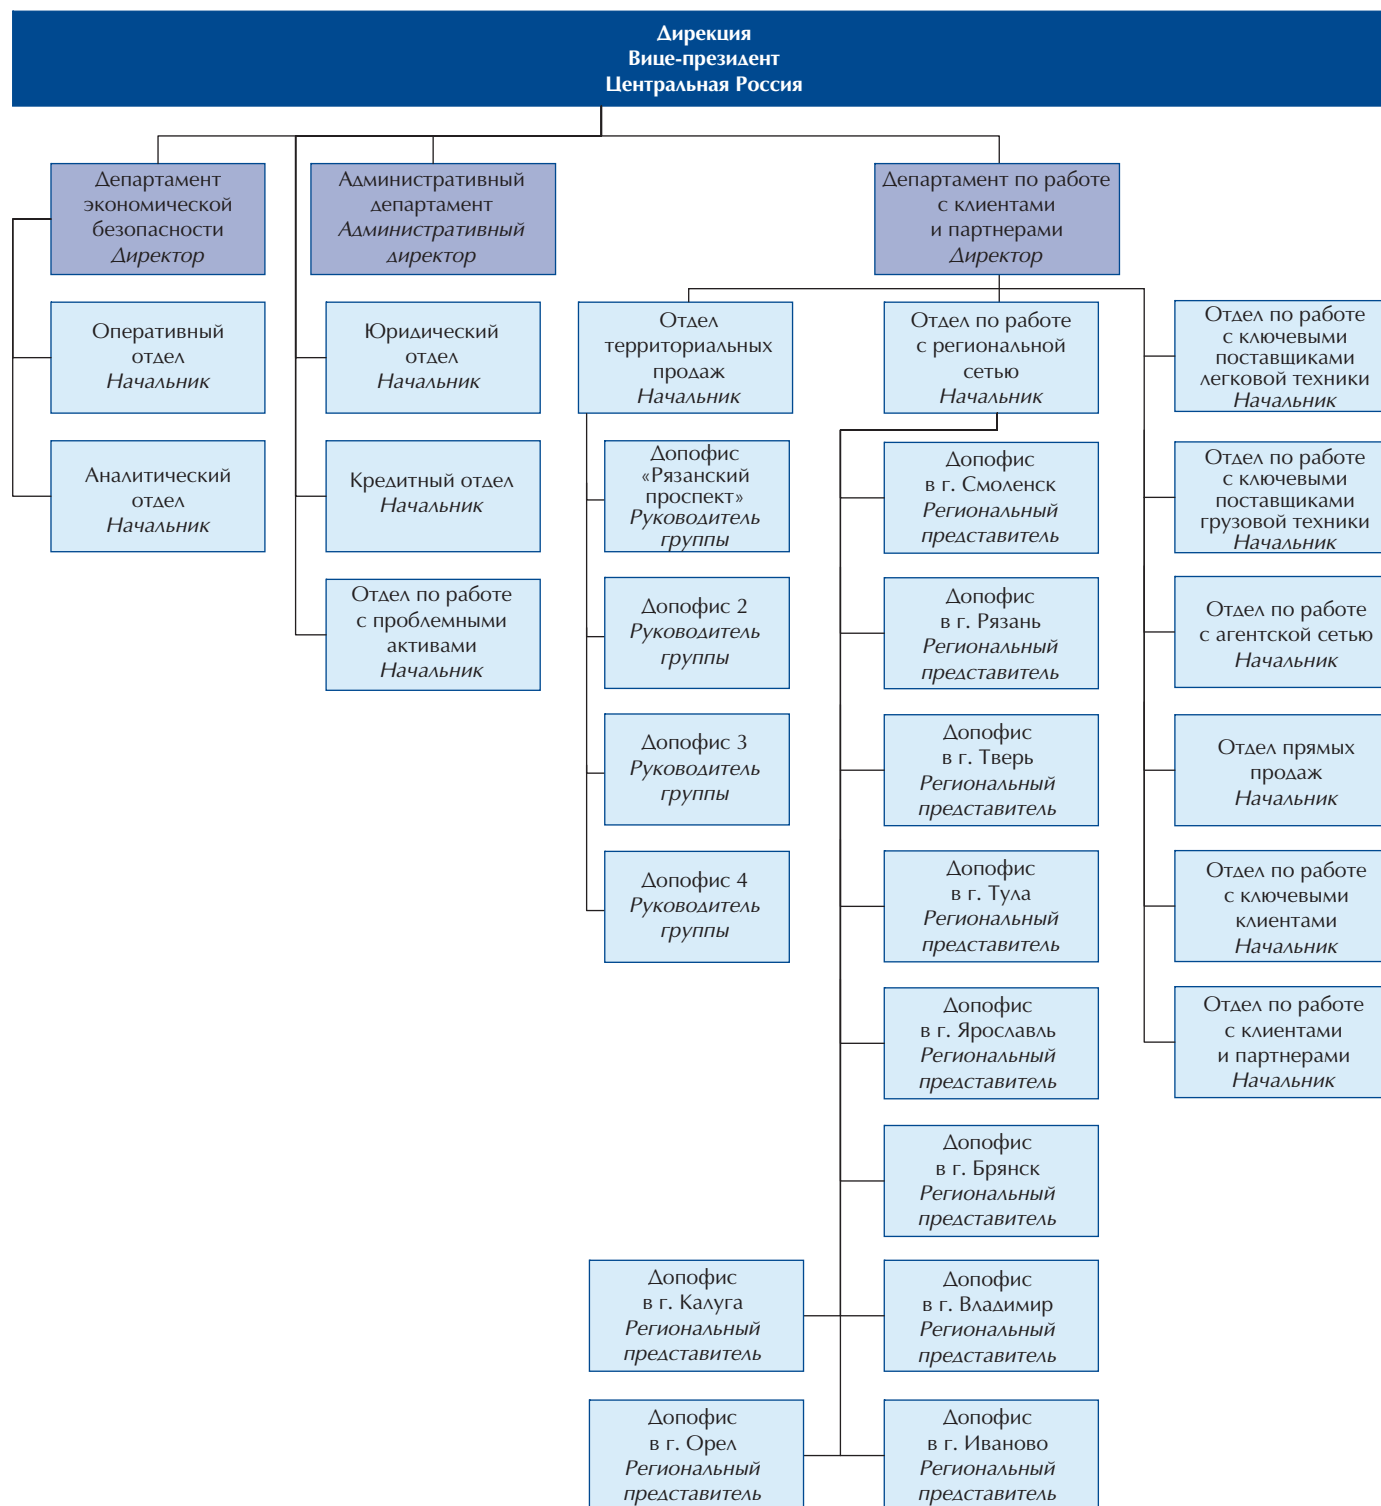 Дирекция
Вице-президент
Центральная Россия
Департамент
экономической
безопасности
Директор
Административный
департамент
Административный
директор
Департамент по работе
с клиентами
и партнерами
Директор
Оперативный
отдел
Начальник
Аналитический
отдел
Начальник
Юридический
отдел
Начальник
Кредитный отдел
Начальник
Отдел по работе
с проблемными
активами
Начальник
Отдел
территориальных
продаж
Начальник
Допофис
«Рязанский
проспект»
Руководитель
группы
Допофис 2
Руководитель
группы
Допофис 3
Руководитель
группы
Допофис 4
Руководитель
группы
Отдел по работе
с региональной
сетью
Начальник
Допофис
в г. Смоленск
Региональный
представитель
Допофис
в г. Рязань
Региональный
представитель
Допофис
в г. Тверь
Региональный
представитель
Допофис
в г. Тула
Региональный
представитель
Допофис
в г. Ярославль
Региональный
представитель
Допофис
в г. Брянск
Региональный
представитель
Допофис
в г. Калуга
Региональный
представитель
Допофис
в г. Владимир
Региональный
представитель
Допофис
в г. Орел
Региональный
представитель
Допофис
в г. Иваново
Региональный
представитель
Отдел по работе
с ключевыми
поставщиками
легковой техники
Начальник
Отдел по работе
с ключевыми
поставщиками
грузовой техники
Начальник
Отдел по работе
с агентской сетью
Начальник
Отдел прямых
продаж
Начальник
Отдел по работе
с ключевыми
клиентами
Начальник
Отдел по работе
с клиентами
и партнерами
Начальник